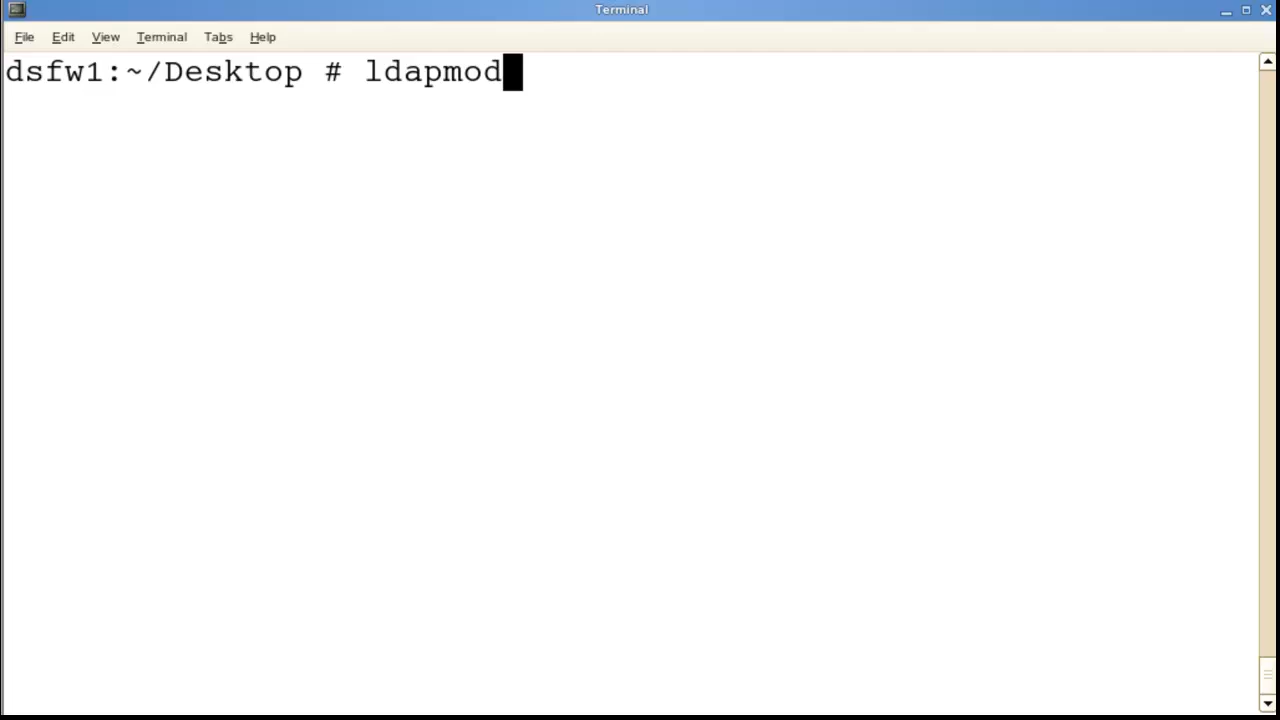 Terminal
File Edit View Terminal Tabs Help
dsfw1:~/Desktop # ldapmod